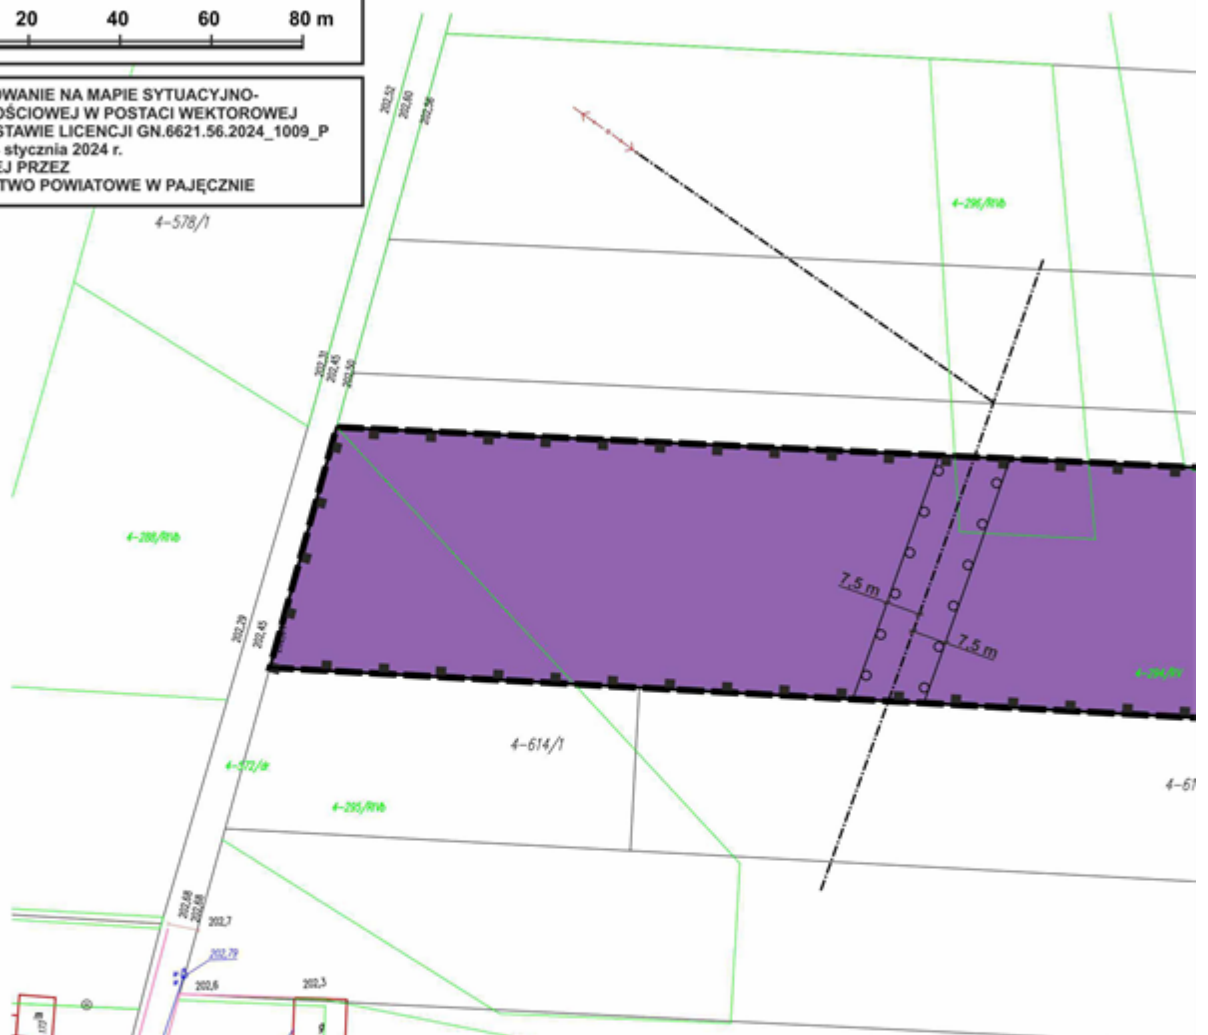 20 40 60 80 m
OWANIE NA MAPIE SYTUACYJNO-
OŚCIOWEJ W POSTACI WEKTOROWEJ
STAWIE LICENCJI GN.6621.56.2024_1009_P
stycznia 2024 r.
EJ PRZEZ
TWO POWIATOWE W PAJĘCZNIE
202,52
202,60
202,56
4-578/1
4-296/RIVb
202,31
202,45
202,50
4-288/RIVb
7,5 m
7,5 m
202,29
202,45
4-294/RV
4-614/1
4-572/dr
4-295/RIVb
4-61
202,68
202,68
202,7
202,79
202,6
202,3
m
g